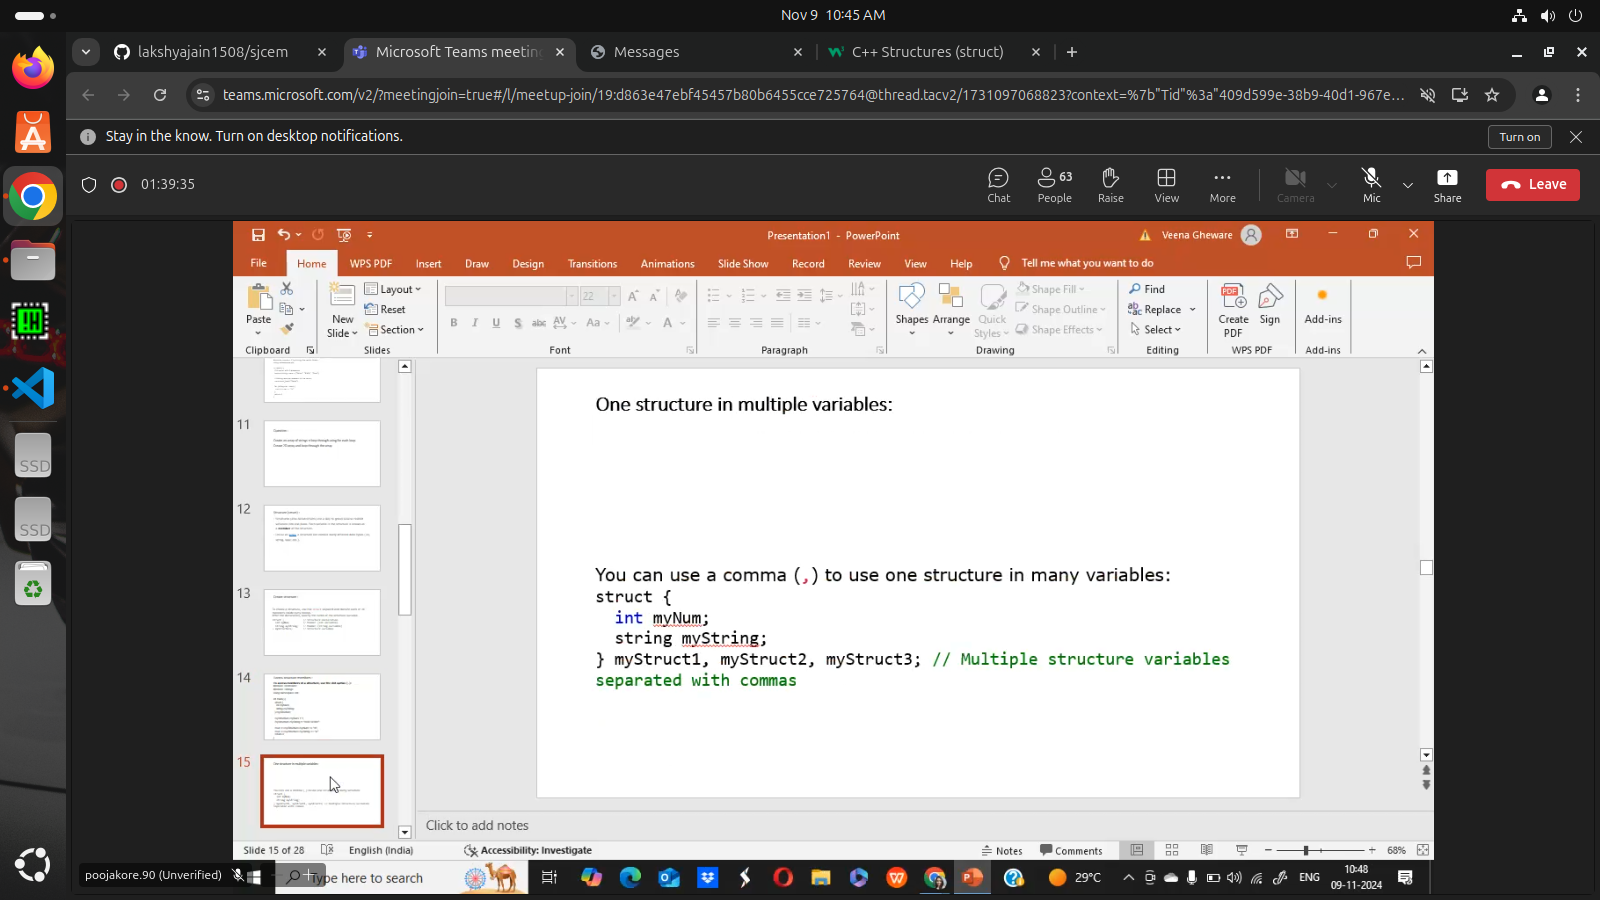 Nov 9 10:45 AM
lakshyajain1508/sjcem
Microsoft Teams meeting
Messages
C++ Structures (struct)
teams.microsoft.com/v2/?meetingjoin=true#/l/meetup-join/19:d863e47ebf45457b80b6455cce725764@thread.tacv2/1731097068823?context=%7b"Tid"%3a"409d599e-38b9-40d1-967e...
Stay in the know. Turn on desktop notifications.
Turn on
01:39:35
Chat
63
People
Raise
View
More
Camera
Mic
Share
Leave
Presentation1 - PowerPoint
Veena Gheware
File Home WPS PDF Insert Draw Design Transitions Animations Slide Show Record Review View Help Tell me what you want to do
Paste
Clipboard
New
Slide
Layout
Reset
Section
Slides
22
B I U S abc AV Aa A
Font
Paragraph
Shapes
Arrange
Quick
Styles
Shape Fill
Shape Outline
Shape Effects
Drawing
Find
Replace
Select
Editing
Create
PDF
Sign
WPS PDF
Add-ins
Add-ins
11
12
13
14
15
One structure in multiple variables:
You can use a comma (,) to use one structure in many variables:
struct {
int myNum;
string myString;
} myStruct1, myStruct2, myStruct3; // Multiple structure variables
separated with commas
Click to add notes
Slide 15 of 28
English (India)
Accessibility: Investigate
Notes
Comments
68%
poojakore.90 (Unverified)
Type here to search
29°C
ENG
10:48
09-11-2024
SSD
SSD